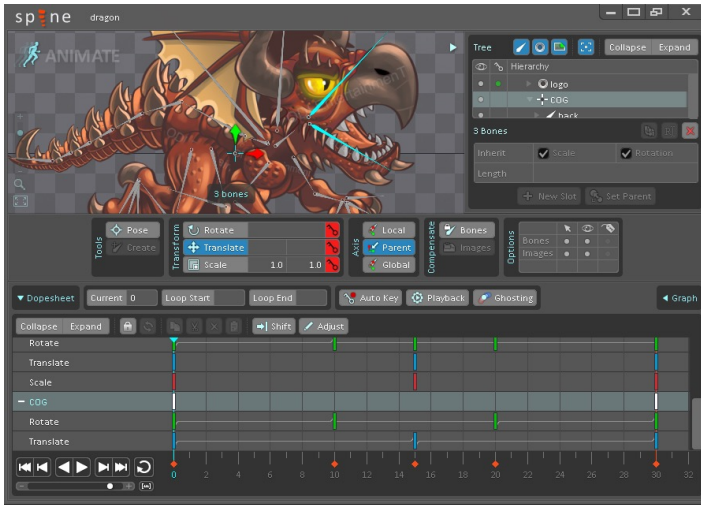 spine dragon
ANIMATE
Tree Collapse Expand
Hierarchy
logo
COG
back
3 bones
3 Bones
Inherit Scale Rotation
Length
+ New Slot Set Parent
Tools
Pose
Create
Transform
Rotate
Translate
Scale 1.0 1.0
Axis
Local
Parent
Global
Compensate
Bones
Images
Options
Bones
Images
Dopesheet Current 0 Loop Start Loop End Auto Key Playback Ghosting Graph
Collapse Expand Shift Adjust
Rotate
Translate
Scale
COG
Rotate
Translate
0 2 4 6 8 10 12 14 16 18 20 22 24 26 28 30 32